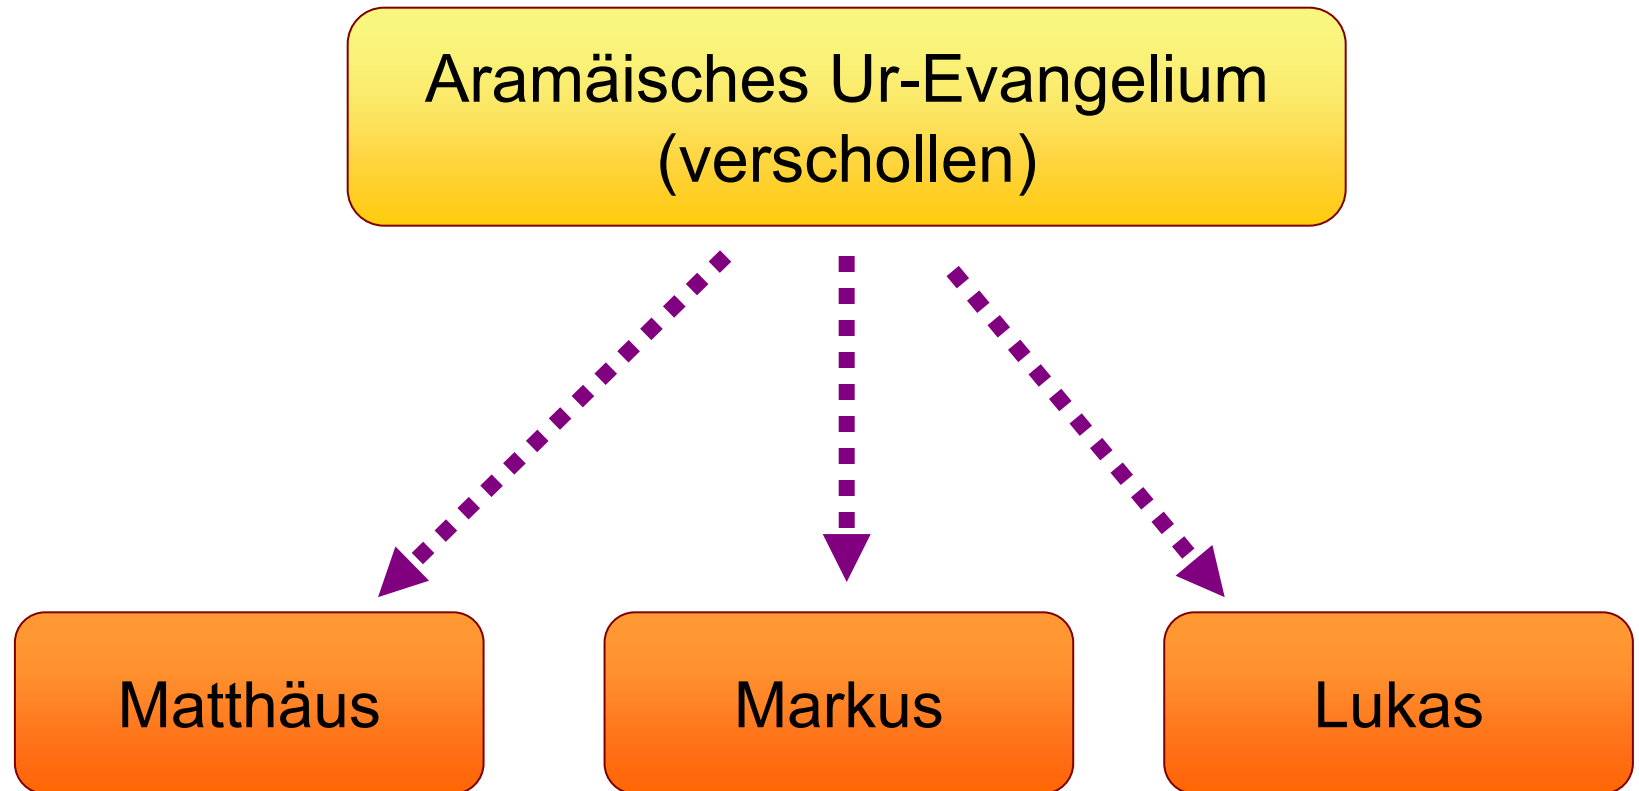 Aramäisches Ur-Evangelium
(verschollen)
Matthäus
Markus
Lukas